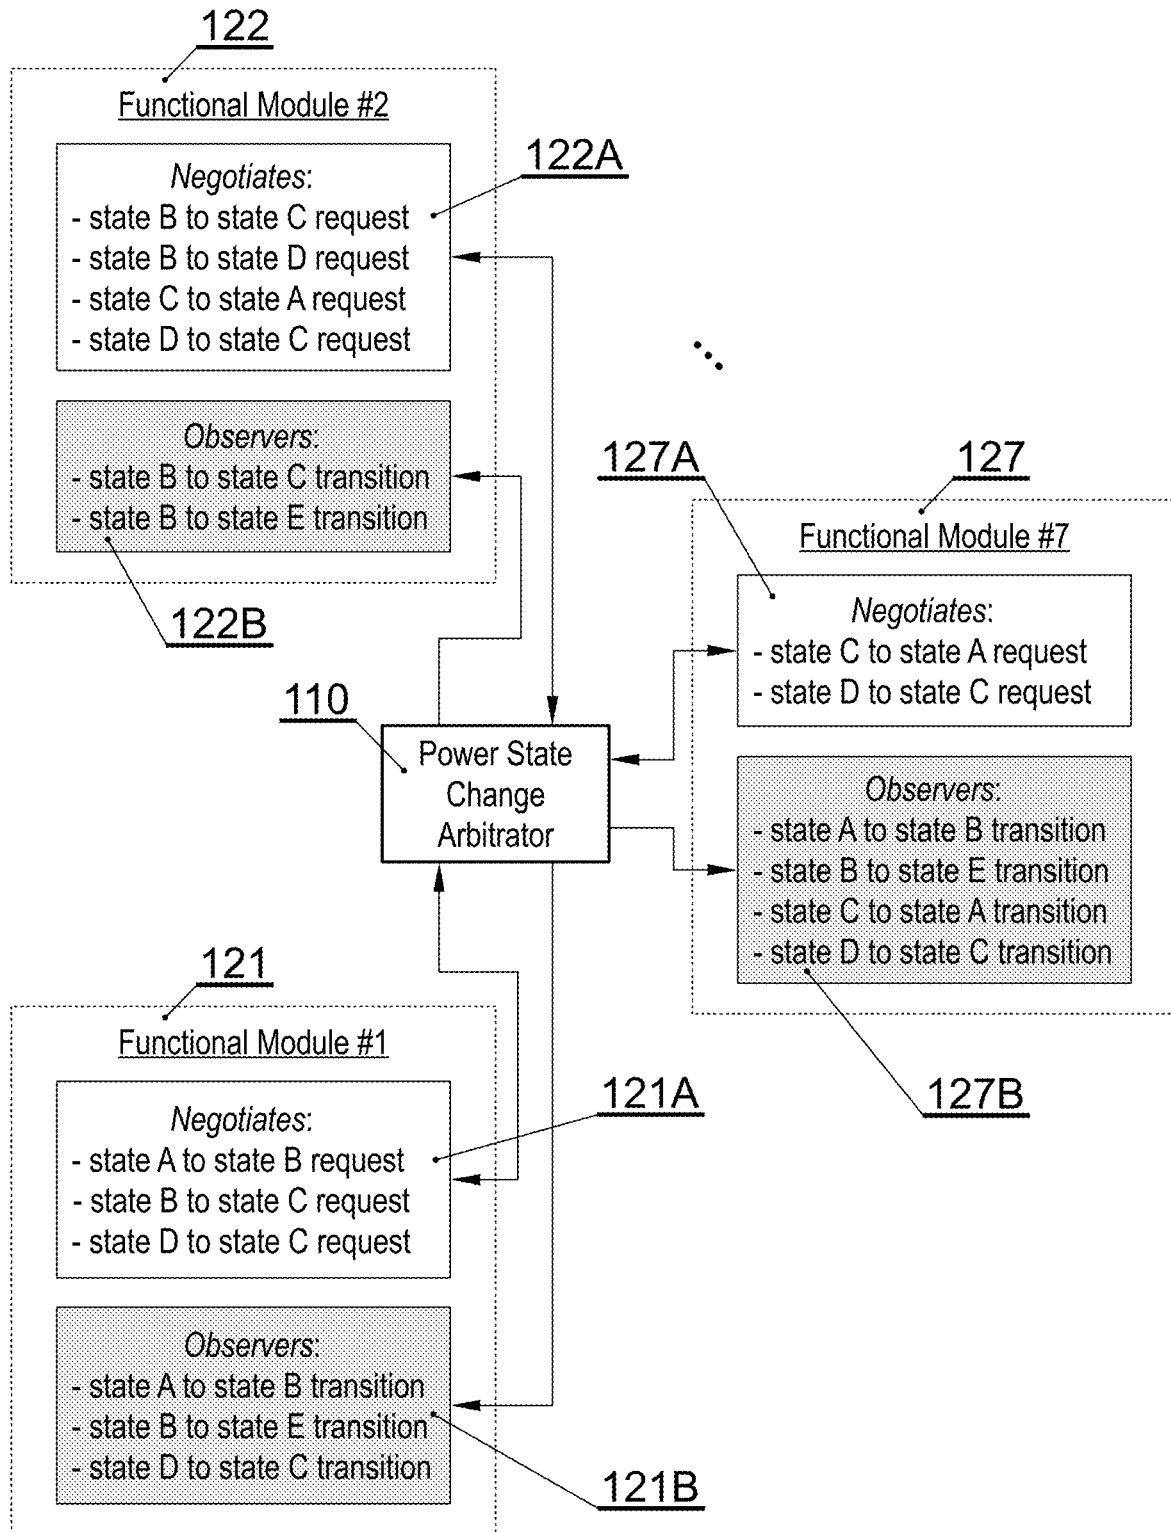 122
Functional Module #2
122A
Negotiates:
- state B to state C request
- state B to state D request
- state C to state A request
- state D to state C request
Observers:
- state B to state C transition
- state B to state E transition
122B
127A
127
Functional Module #7
Negotiates:
- state C to state A request
- state D to state C request
Observers:
- state A to state B transition
- state B to state E transition
- state C to state A transition
- state D to state C transition
127B
110
Power State
Change
Arbitrator
121
Functional Module #1
121A
Negotiates:
- state A to state B request
- state B to state C request
- state D to state C request
Observers:
- state A to state B transition
- state B to state E transition
- state D to state C transition
121B